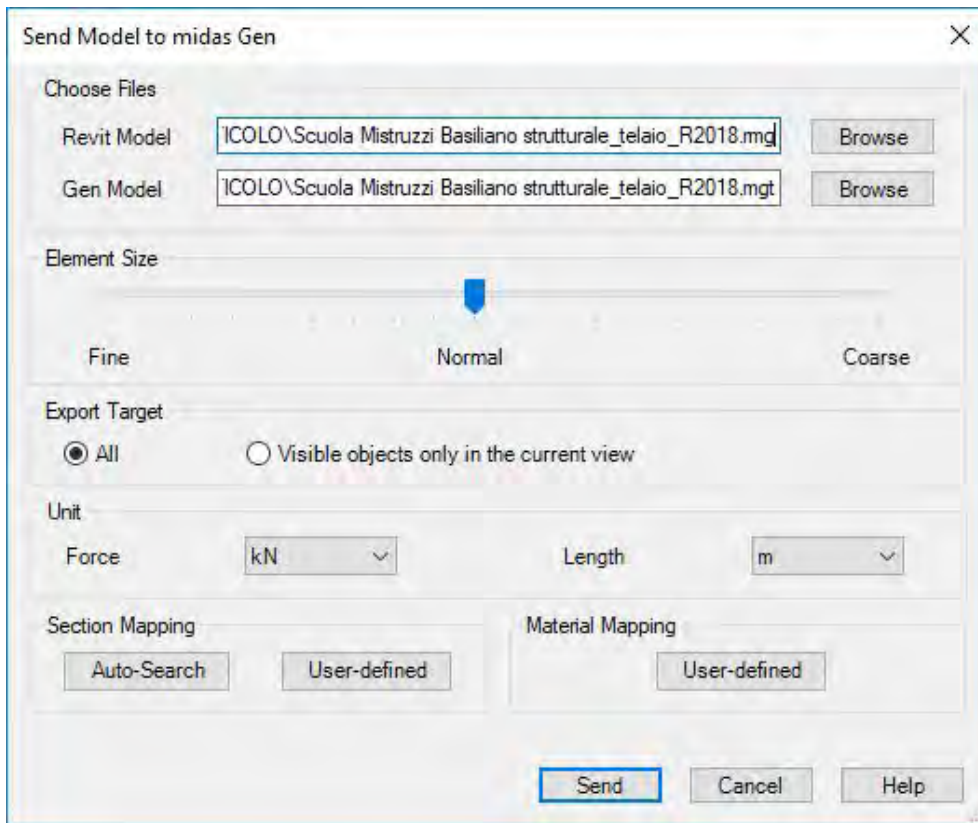 Send Model to midas Gen
Choose Files
Revit Model ICOLO\Scuola Mistruzzi Basiliano strutturale_telaio_R2018.mg Browse
Gen Model ICOLO\Scuola Mistruzzi Basiliano strutturale_telaio_R2018.mgt Browse
Element Size
Fine Normal Coarse
Export Target
All Visible objects only in the current view
Unit
Force kN Length m
Section Mapping Material Mapping
Auto-Search User-defined User-defined
Send Cancel Help